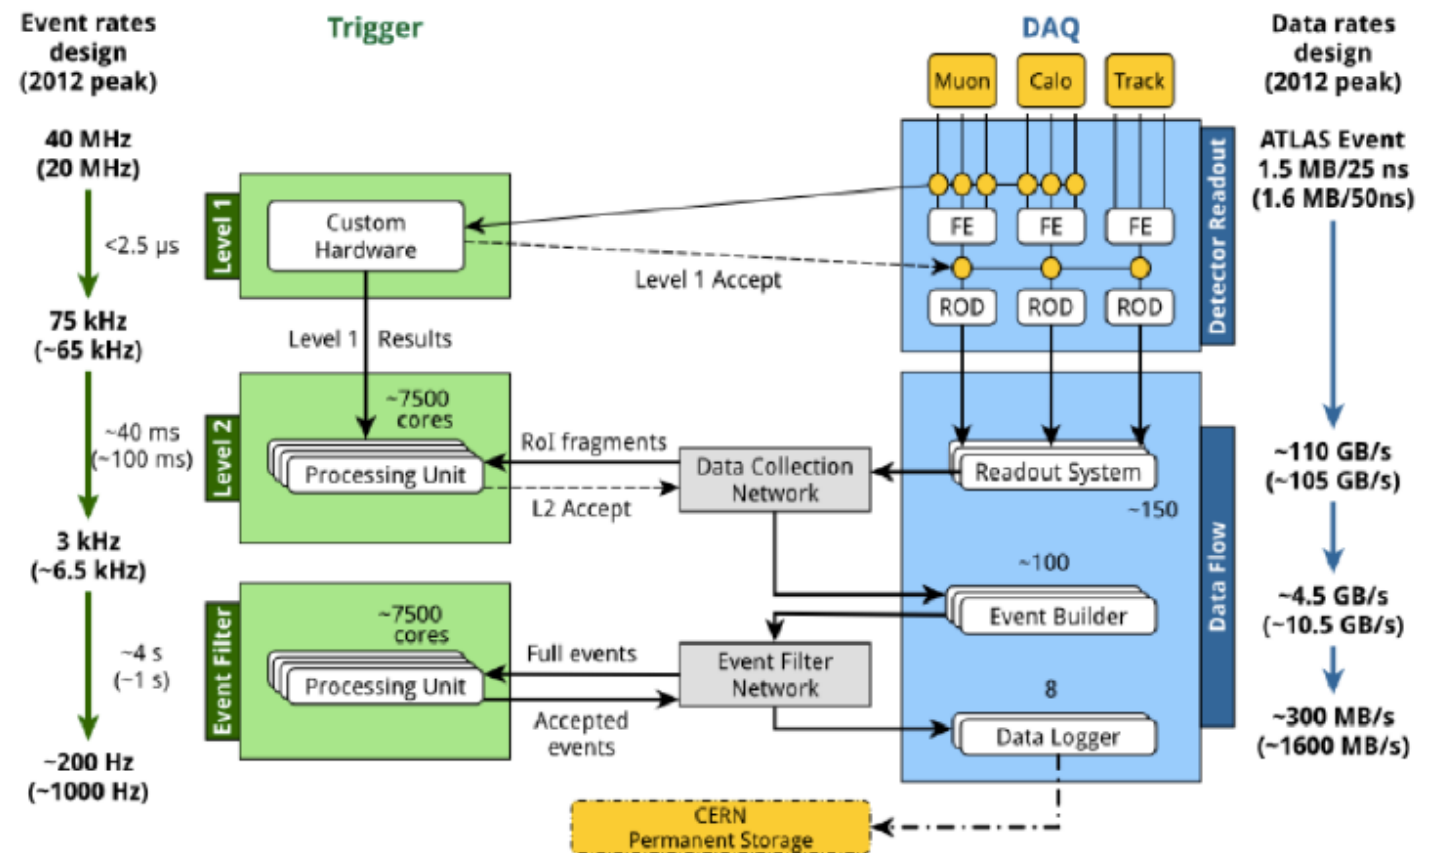 Event rates
design
(2012 peak)
Trigger
DAQ
Data rates
design
(2012 peak)
Muon
Calo
Track
40 MHz
(20 MHz)
ATLAS Event
1.5 MB/25 ns
(1.6 MB/50ns)
<2.5 µs
Level 1
Custom
Hardware
Level 1 Accept
FE
FE
FE
ROD
ROD
ROD
Detector Readout
75 kHz
(~65 kHz)
Level 1 Results
~40 ms
(~100 ms)
Level 2
~7500
cores
Processing Unit
RoI fragments
L2 Accept
Data Collection
Network
Readout System
~150
~110 GB/s
(~105 GB/s)
3 kHz
(~6.5 kHz)
~100
Event Builder
Data Flow
~4.5 GB/s
(~10.5 GB/s)
~4 s
(~1 s)
Event Filter
~7500
cores
Processing Unit
Full events
Accepted
events
Event Filter
Network
8
Data Logger
~300 MB/s
(~1600 MB/s)
~200 Hz
(~1000 Hz)
CERN
Permanent Storage